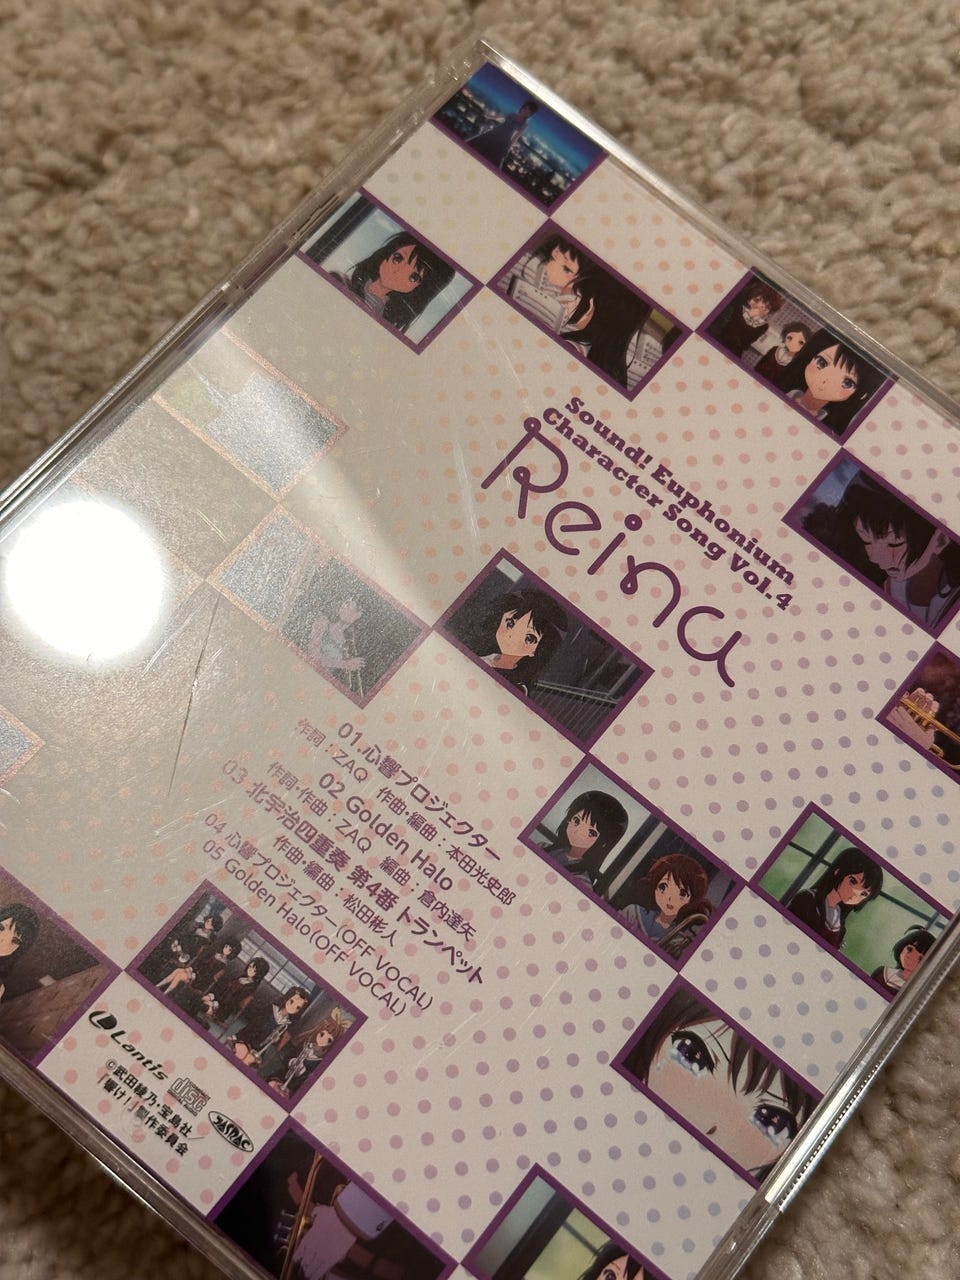 Sound! Euphonium
Character Song Vol.4
Reina
01.心響プロジェクター
作詞：ZAQ 作曲・編曲：本田光史郎
02 Golden Halo
作詞・作曲：ZAQ 編曲：倉内達矢
03 北宇治四重奏 第4番 トランペット
作曲・編曲：松田彬人
04 心響プロジェクター(OFF VOCAL)
05 Golden Halo(OFF VOCAL)
Lantis
disc
JASRAC
©武田綾乃・宝島社／
「響け！」製作委員会